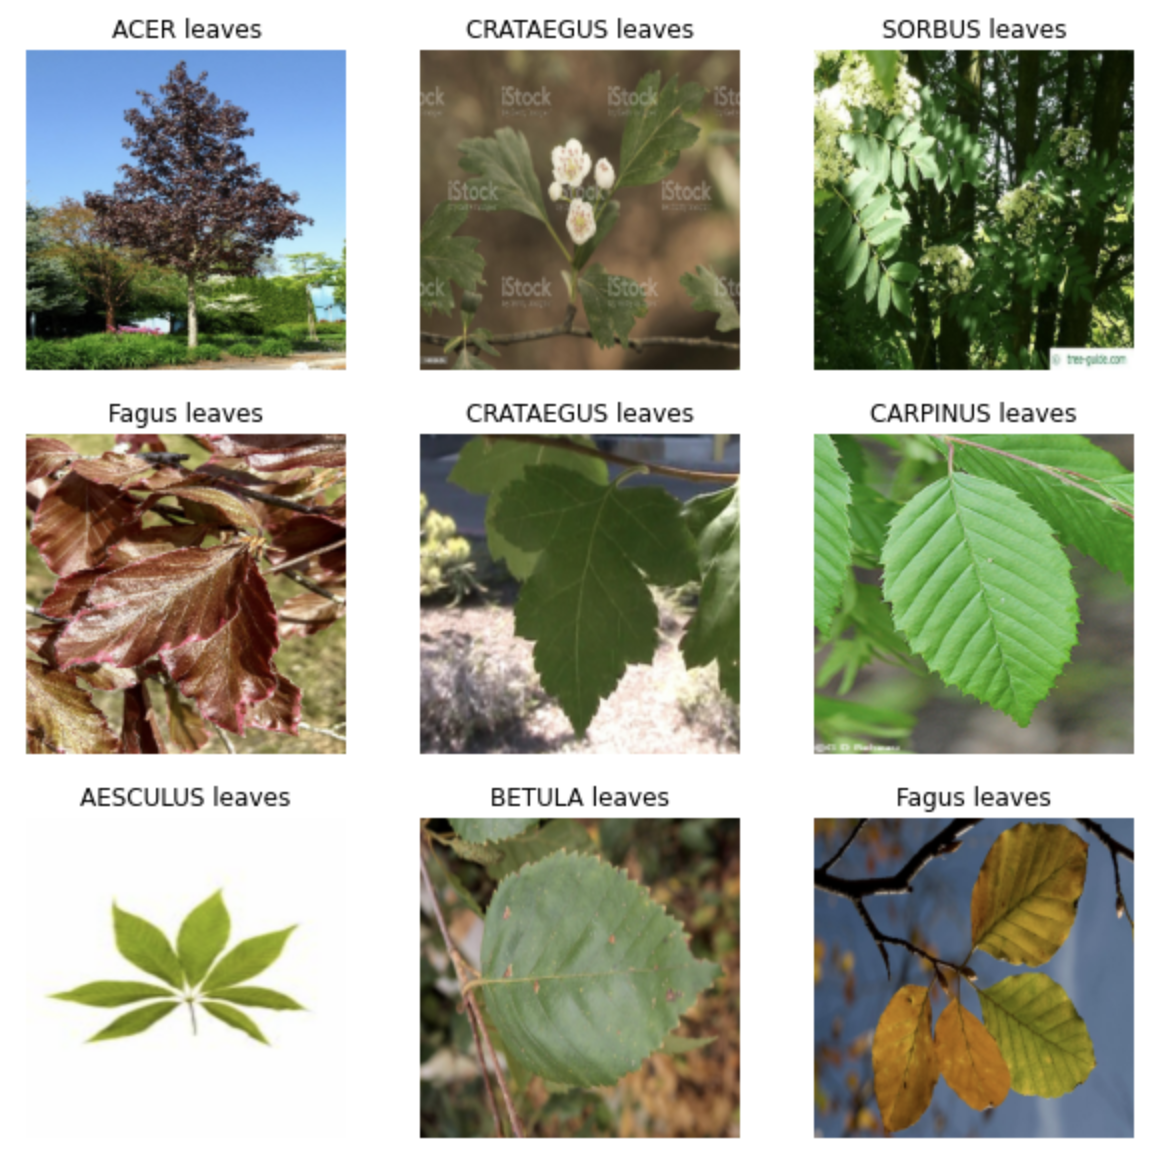 ACER leaves
CRATAEGUS leaves
SORBUS leaves
iStock
iStock
iStock
iStock
iStock
iStock
iStock
tree-guide.com
Fagus leaves
CRATAEGUS leaves
CARPINUS leaves
AESCULUS leaves
BETULA leaves
Fagus leaves